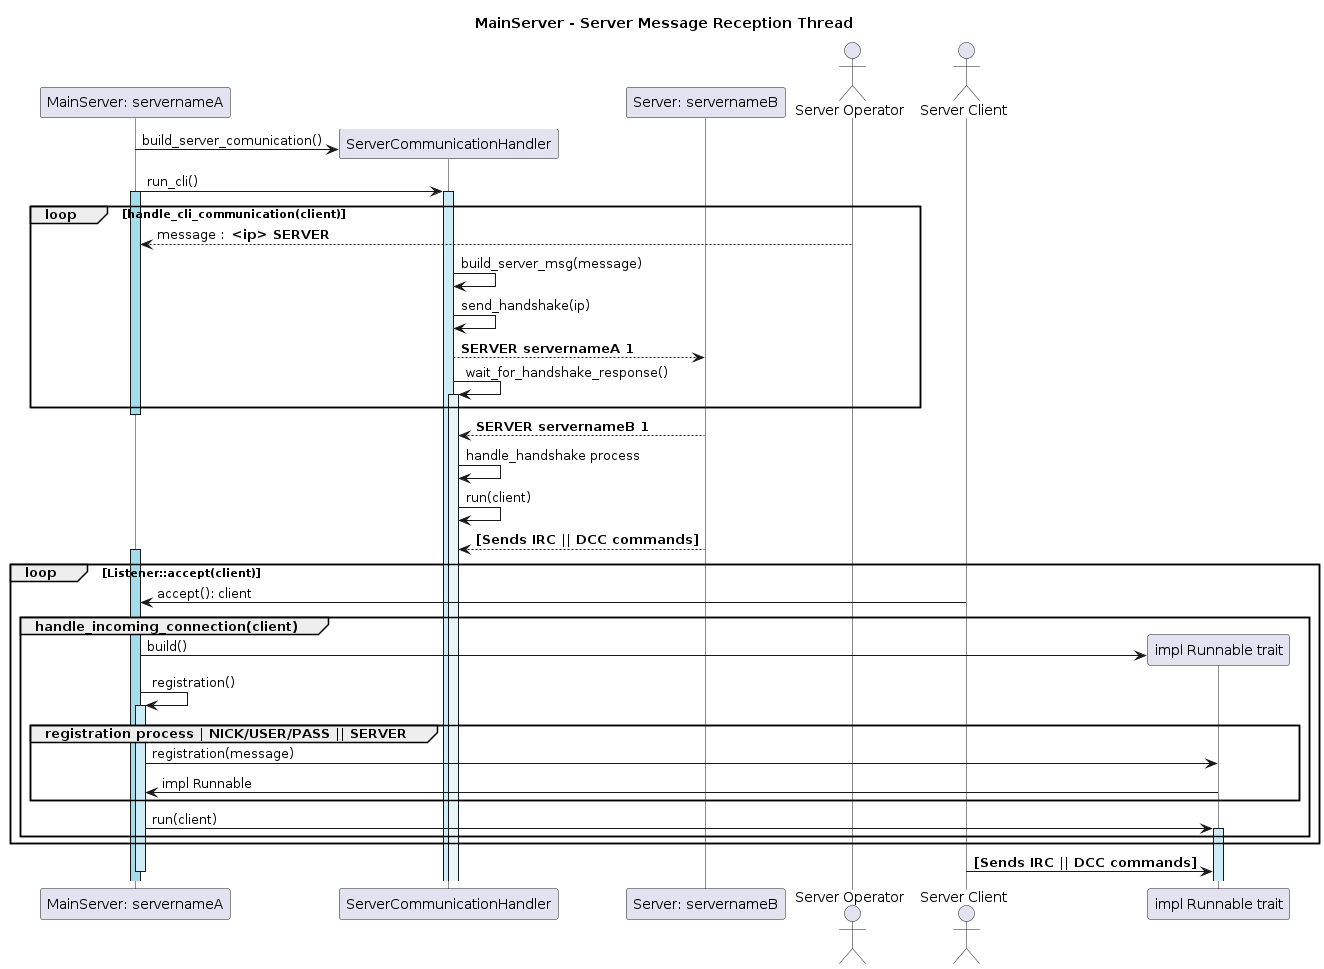 MainServer - Server Message Reception Thread
Server Operator
Server Client
MainServer: servernameA
Server: servernameB
build_server_comunication()
ServerCommunicationHandler
run_cli()
loop
[handle_cli_communication(client)]
message : <ip> SERVER
build_server_msg(message)
send_handshake(ip)
SERVER servernameA 1
wait_for_handshake_response()
SERVER servernameB 1
handle_handshake process
run(client)
[Sends IRC || DCC commands]
loop
[Listener::accept(client)]
accept(): client
handle_incoming_connection(client)
build()
impl Runnable trait
registration()
registration process | NICK/USER/PASS || SERVER
registration(message)
impl Runnable
run(client)
[Sends IRC || DCC commands]
MainServer: servernameA
ServerCommunicationHandler
Server: servernameB
Server Operator
Server Client
impl Runnable trait